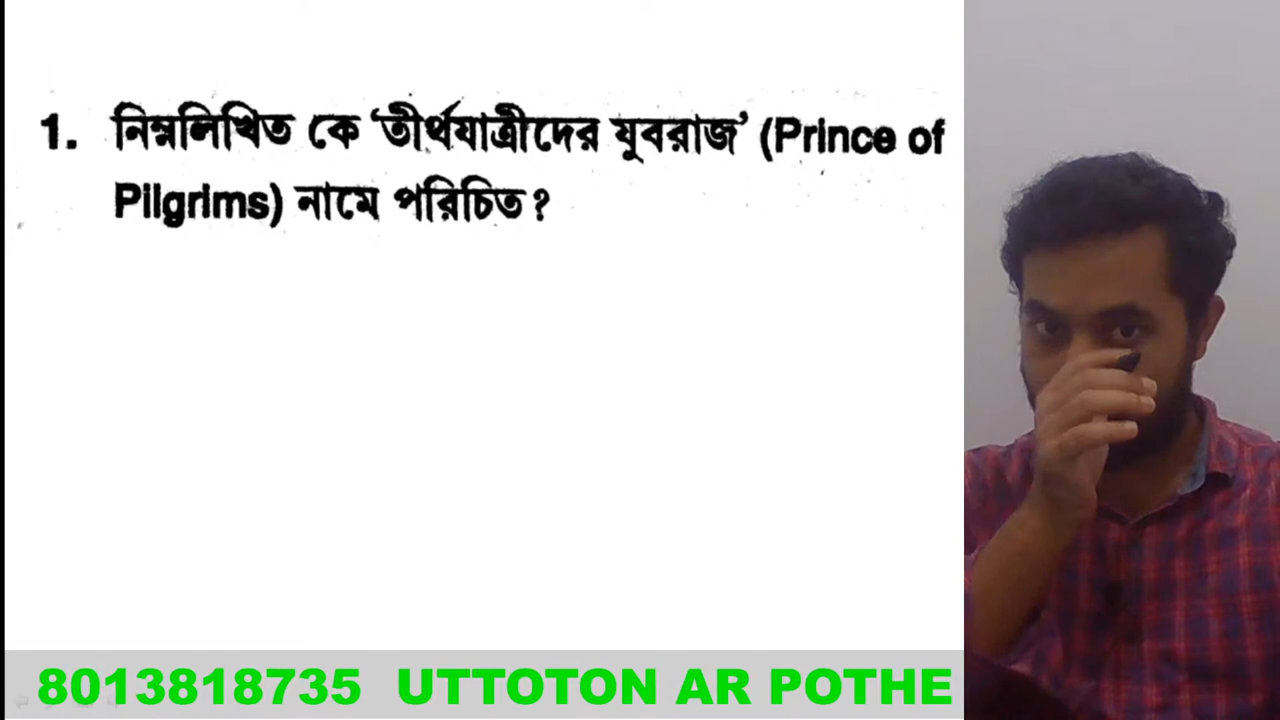 1. নিম্নলিখিত কে ‘তীর্থযাত্রীদের যুবরাজ’ (Prince of
Pilgrims) নামে পরিচিত?
8013818735 UTTOTON AR POTHE